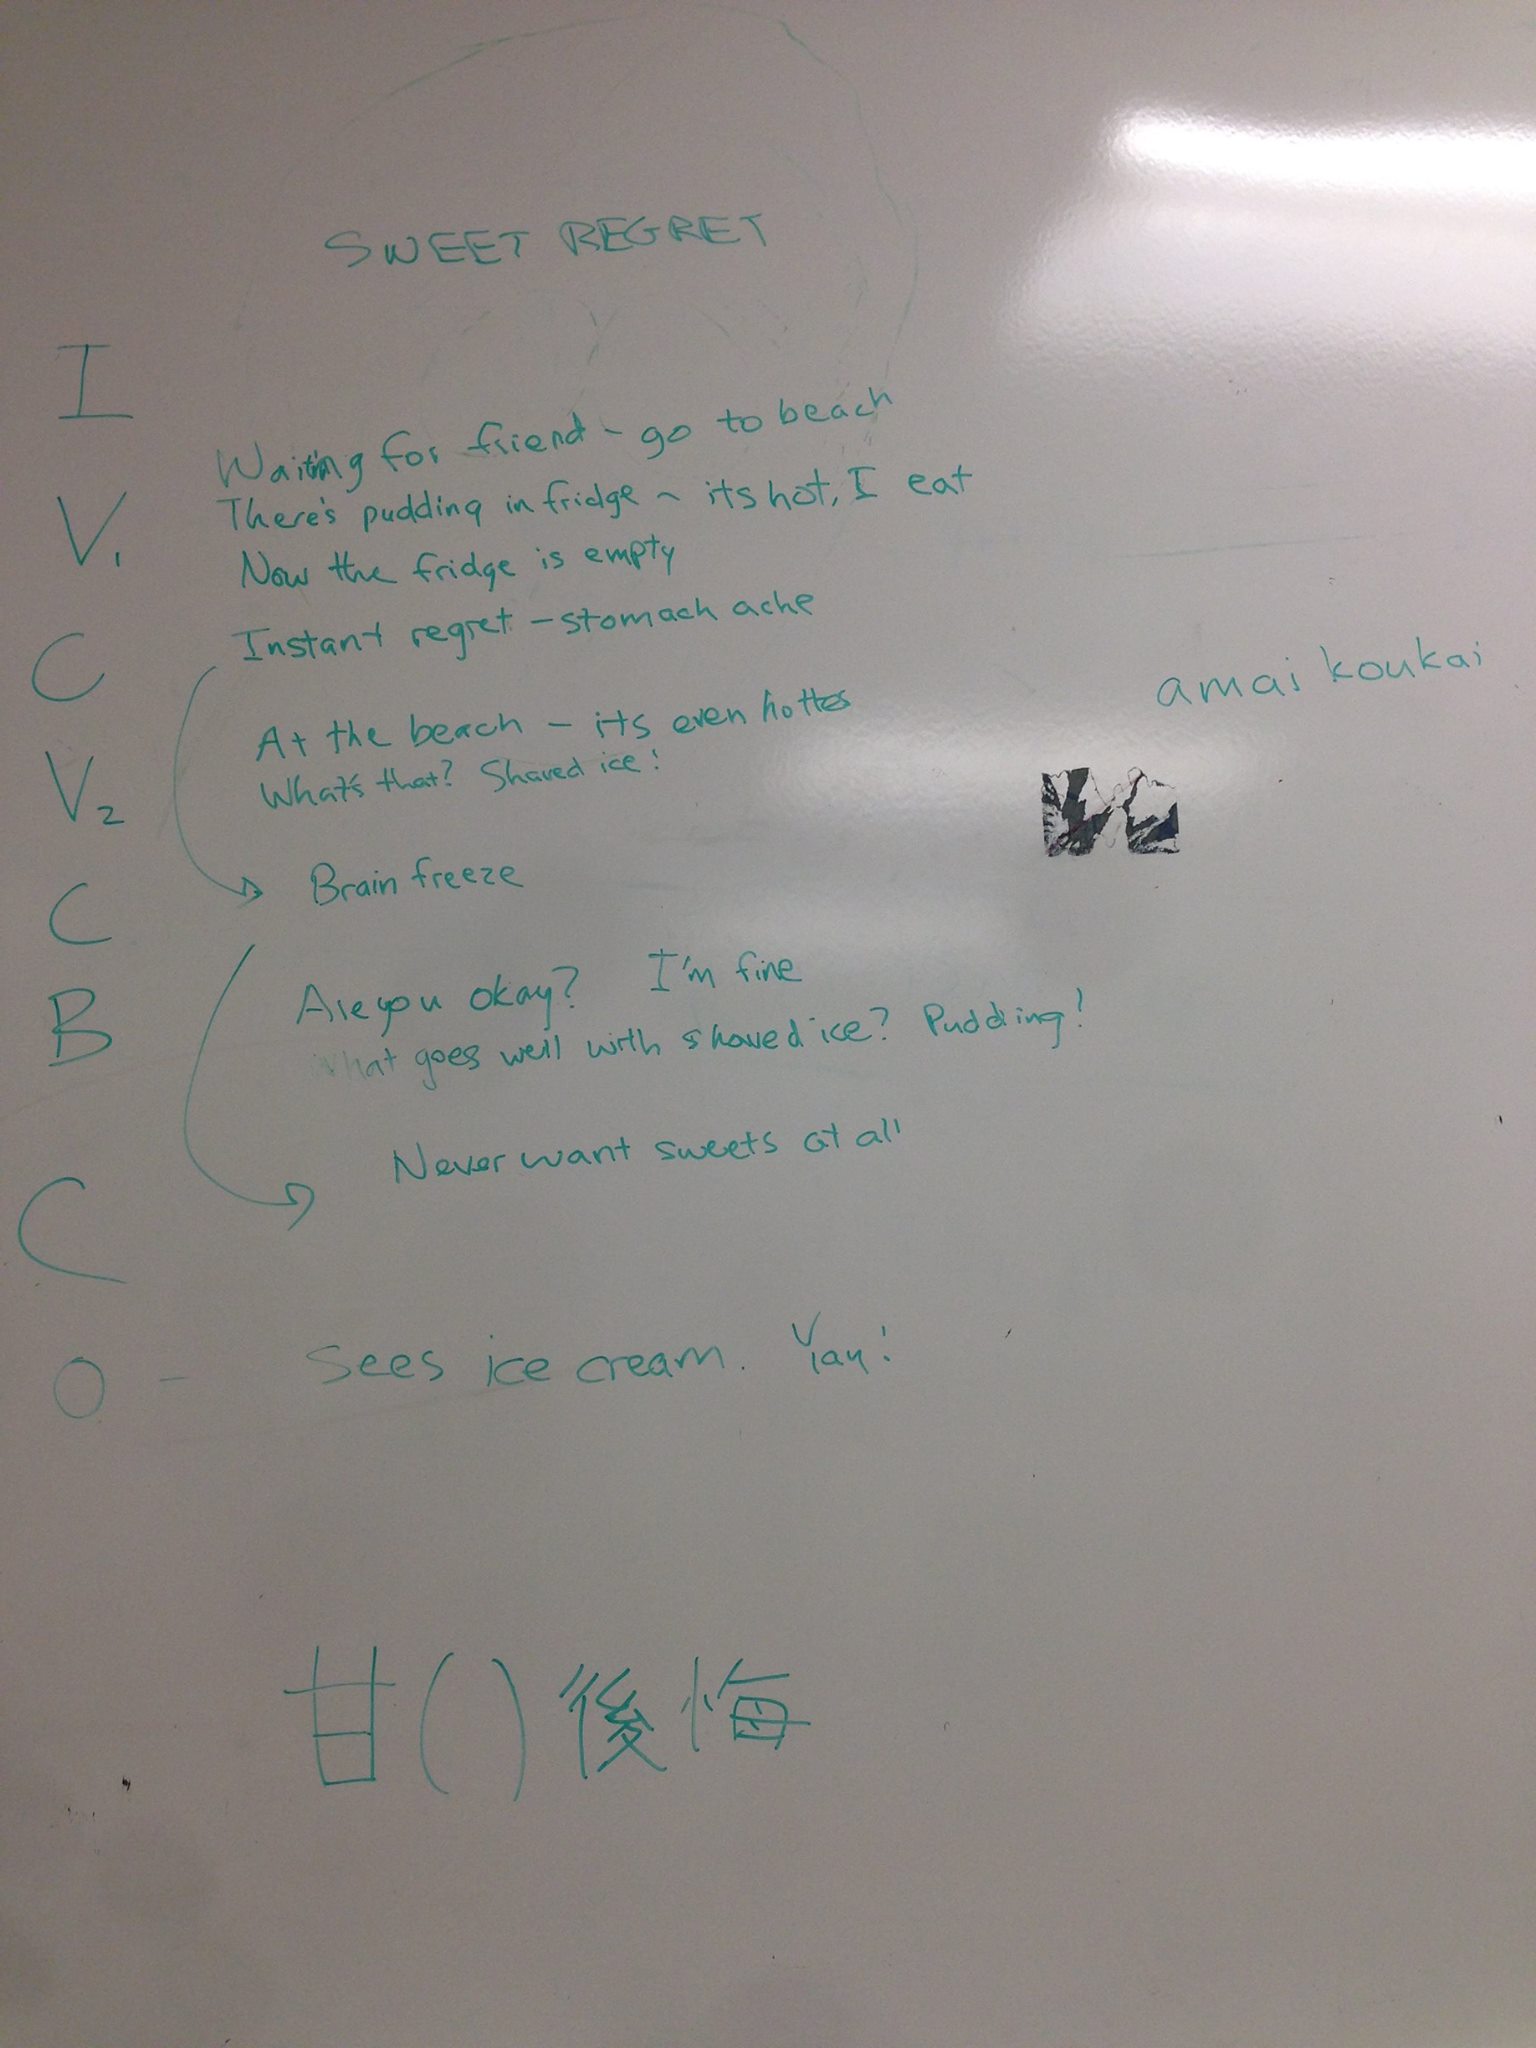 SWEET REGRET
I
Waiting for friend - go to beach
V1 There's pudding in fridge ~ its hot, I eat
Now the fridge is empty
C Instant regret - stomach ache
amai koukai
At the beach - its even hotter
V2 What's that? Shaved ice!
C Brain freeze
Are you okay? I'm fine
B What goes well with shaved ice? Pudding!
Never want sweets at all
C
O - Sees ice cream. Yay!
甘( )後悔